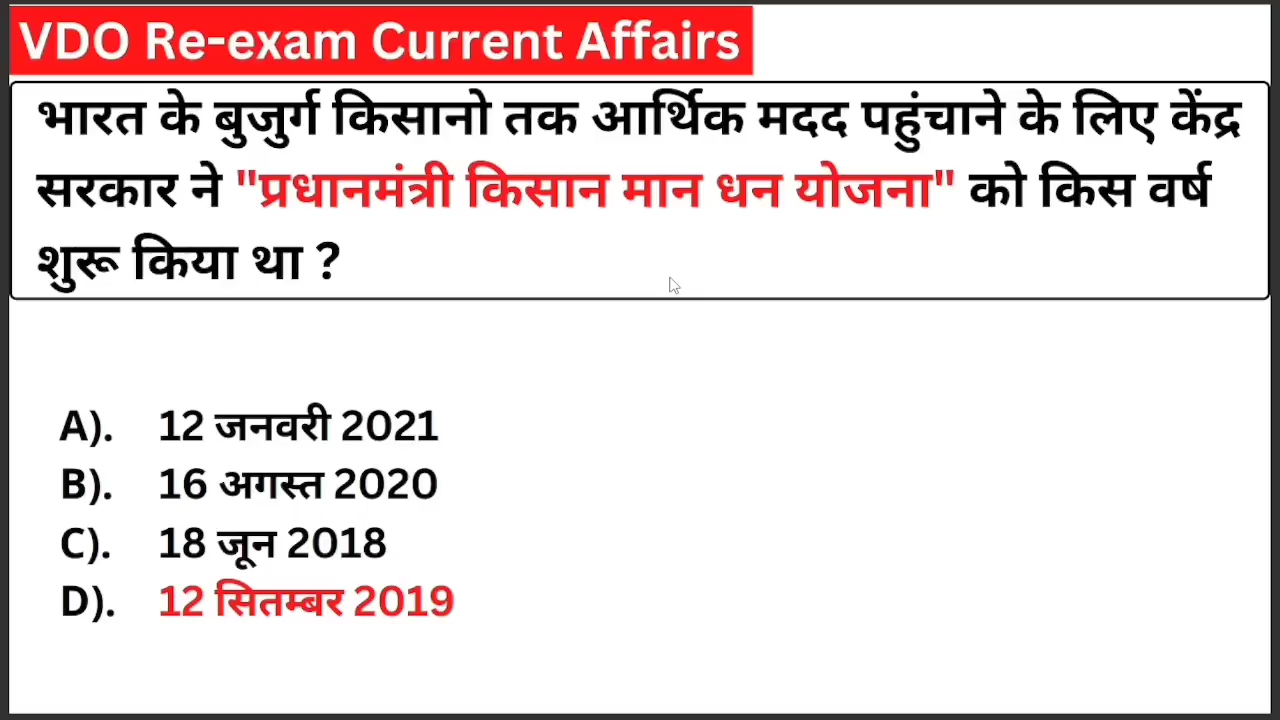 VDO Re-exam Current Affairs
भारत के बुजुर्ग किसानो तक आर्थिक मदद पहुंचाने के लिए केंद्र
सरकार ने "प्रधानमंत्री किसान मान धन योजना" को किस वर्ष
शुरू किया था ?
A). 12 जनवरी 2021
B). 16 अगस्त 2020
C). 18 जून 2018
D). 12 सितम्बर 2019